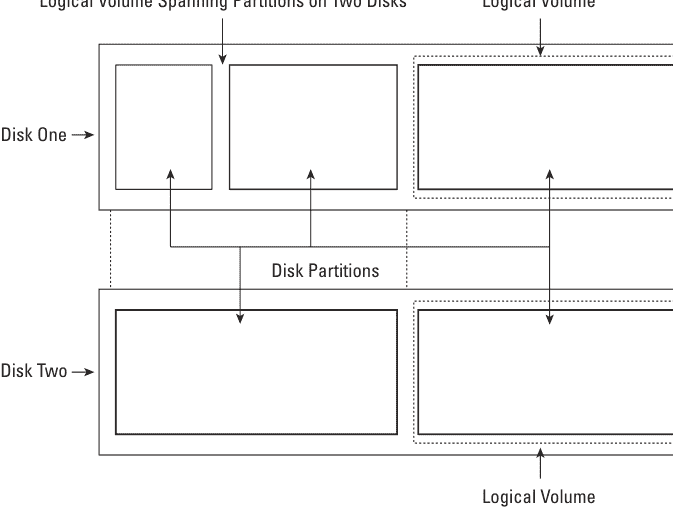 Logical Volume Spanning Partitions on Two Disks
Logical Volume
Disk One
Disk Partitions
Disk Two
Logical Volume